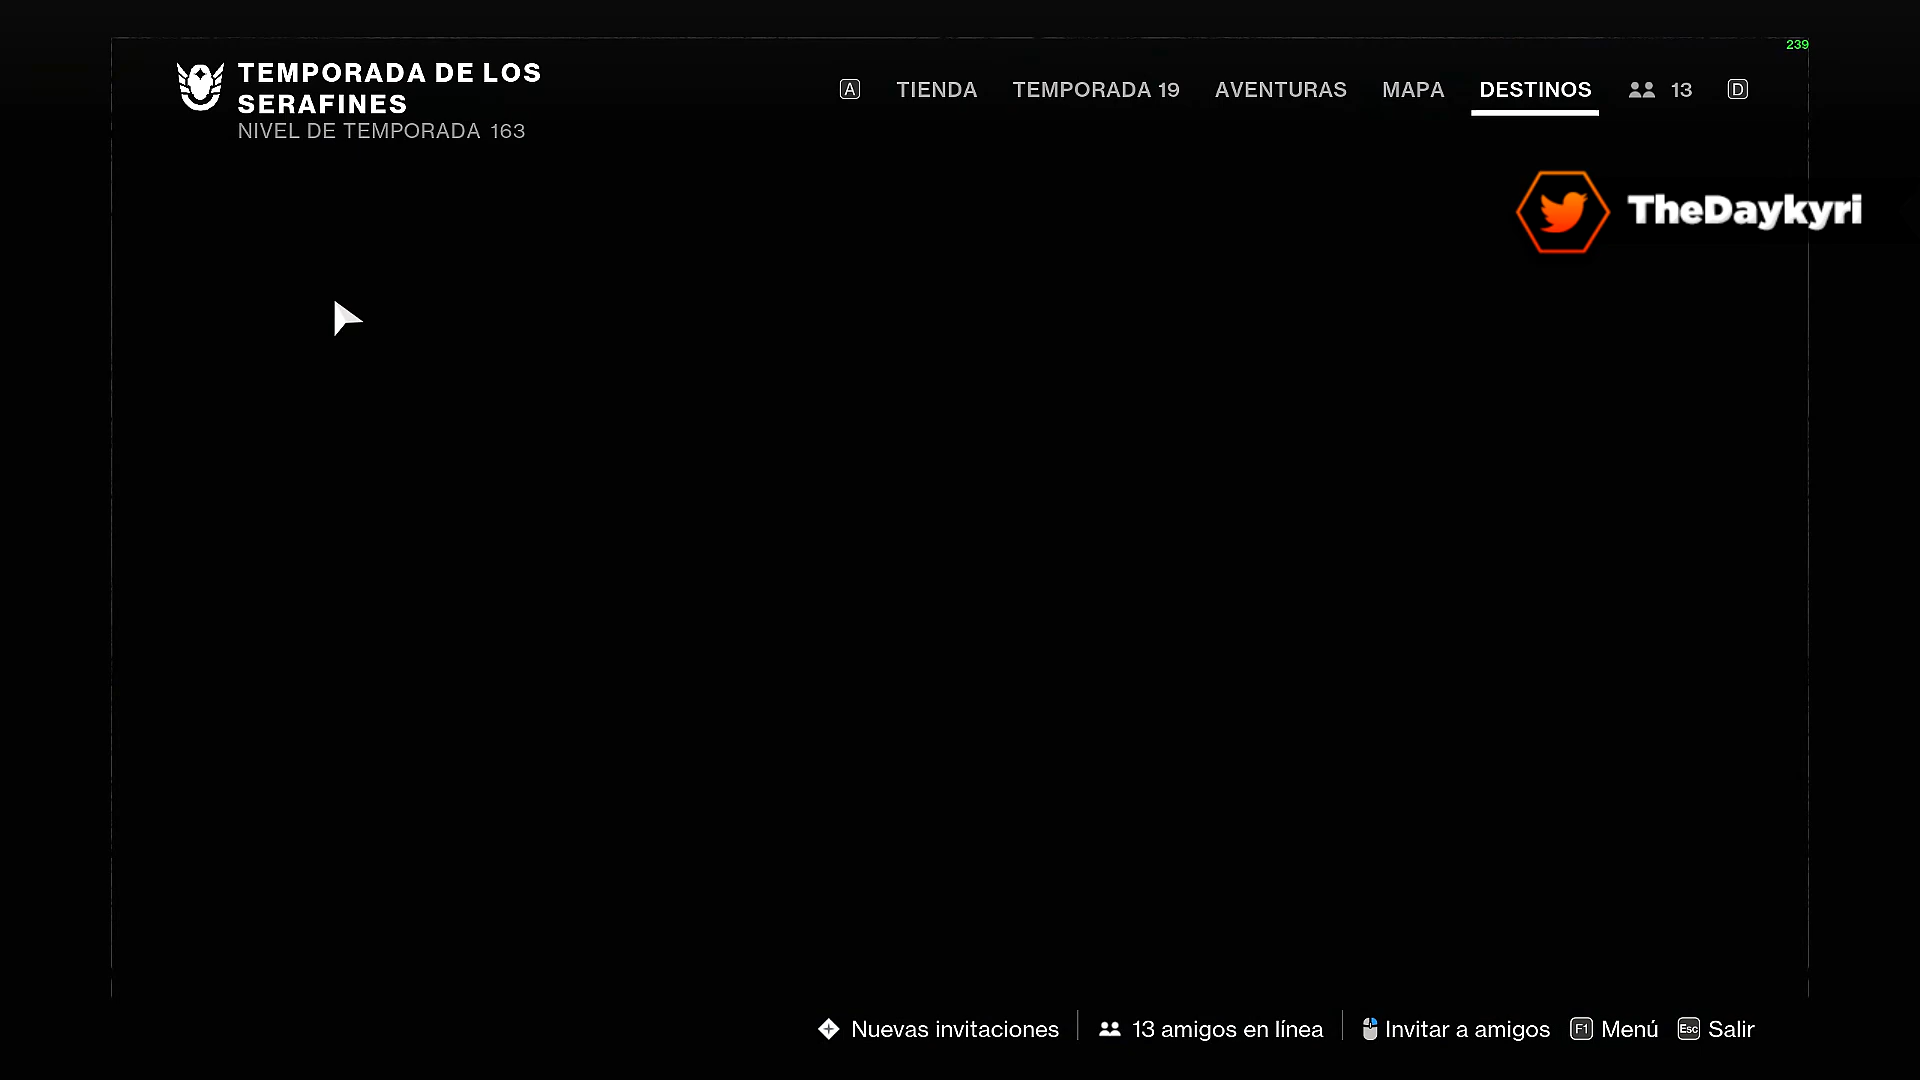 239
TEMPORADA DE LOS
SERAFINES
NIVEL DE TEMPORADA 163
A TIENDA TEMPORADA 19 AVENTURAS MAPA DESTINOS 13 D
TheDaykyri
Nuevas invitaciones 13 amigos en línea Invitar a amigos F1 Menú Esc Salir